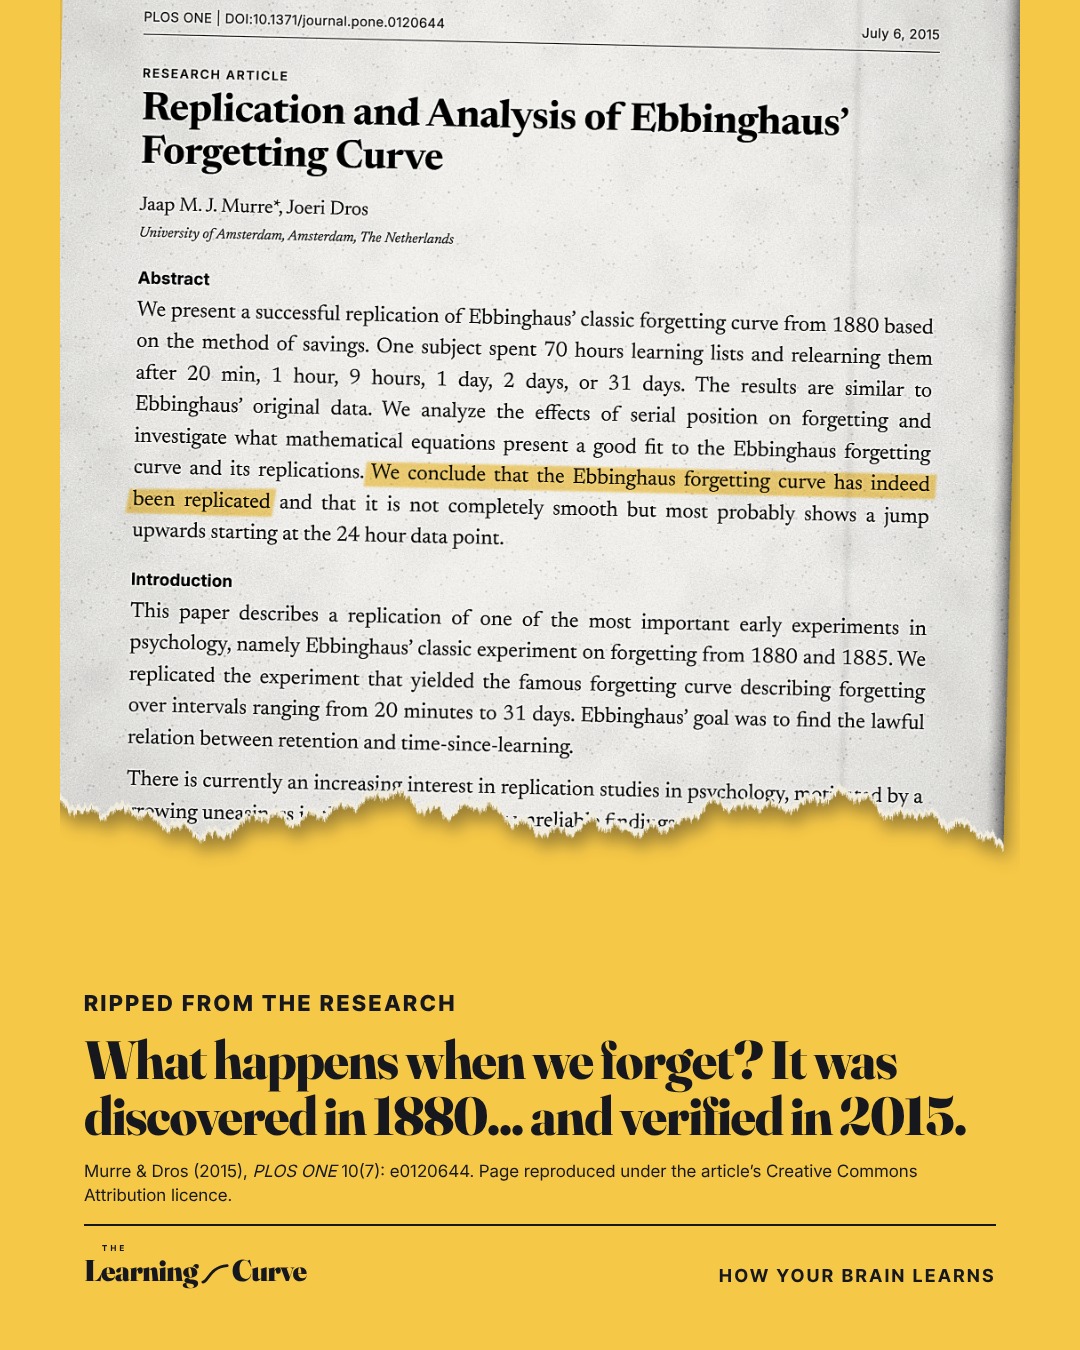 PLOS ONE | DOI:10.1371/journal.pone.0120644
July 6, 2015
RESEARCH ARTICLE
Replication and Analysis of Ebbinghaus’
Forgetting Curve
Jaap M. J. Murre*, Joeri Dros
University of Amsterdam, Amsterdam, The Netherlands
Abstract
We present a successful replication of Ebbinghaus’ classic forgetting curve from 1880 based
on the method of savings. One subject spent 70 hours learning lists and relearning them
after 20 min, 1 hour, 9 hours, 1 day, 2 days, or 31 days. The results are similar to
Ebbinghaus’ original data. We analyze the effects of serial position on forgetting and
investigate what mathematical equations present a good fit to the Ebbinghaus forgetting
curve and its replications. We conclude that the Ebbinghaus forgetting curve has indeed
been replicated and that it is not completely smooth but most probably shows a jump
upwards starting at the 24 hour data point.
Introduction
This paper describes a replication of one of the most important early experiments in
psychology, namely Ebbinghaus’ classic experiment on forgetting from 1880 and 1885. We
replicated the experiment that yielded the famous forgetting curve describing forgetting
over intervals ranging from 20 minutes to 31 days. Ebbinghaus’ goal was to find the lawful
relation between retention and time-since-learning.
There is currently an increasing interest in replication studies in psychology, by a
RIPPED FROM THE RESEARCH
What happens when we forget? It was
discovered in 1880... and verified in 2015.
Murre & Dros (2015), PLOS ONE 10(7): e0120644. Page reproduced under the article’s Creative Commons
Attribution licence.
THE
Learning Curve
HOW YOUR BRAIN LEARNS